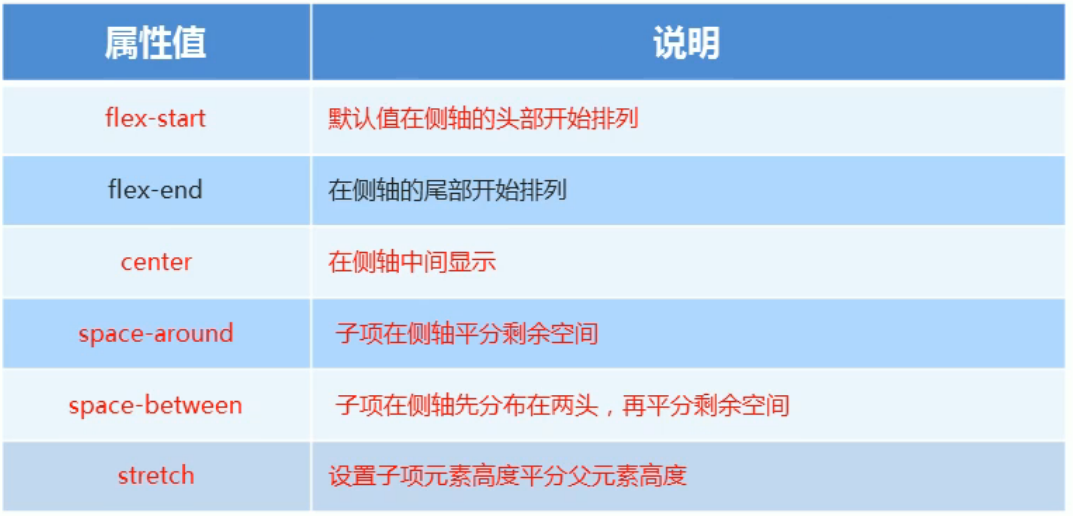 属性值 说明
flex-start 默认值在侧轴的头部开始排列
flex-end 在侧轴的尾部开始排列
center 在侧轴中间显示
space-around 子项在侧轴平分剩余空间
space-between 子项在侧轴先分布在两头，再平分剩余空间
stretch 设置子项元素高度平分父元素高度